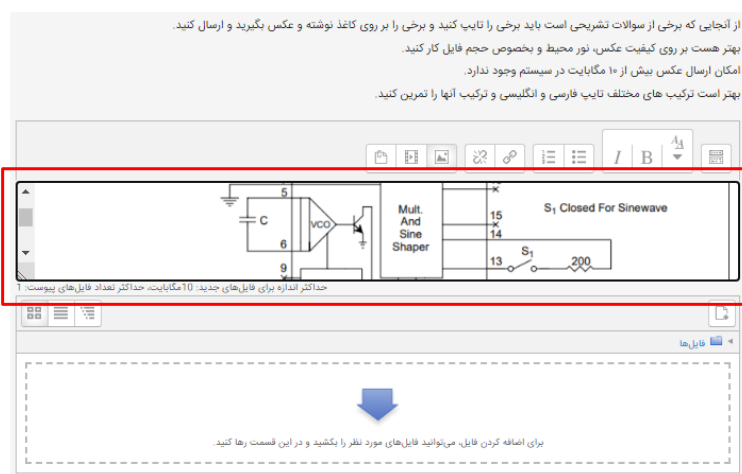 از آنجایی که برخی از سوالات تشریحی است باید برخی را تایپ کنید و برخی را بر روی کاغذ نوشته و عکس بگیرید و ارسال کنید.
بهتر هست بر روی کیفیت عکس، نور محیط و بخصوص حجم فایل کار کنید.
امکان ارسال عکس بیش از ۱۰ مگابایت در سیستم وجود ندارد.
بهتر است ترکیب های مختلف تایپ فارسی و انگلیسی و ترکیب آنها را تمرین کنید.
I B A A
5
C
VCO
6
9
Mult.
And
Sine
Shaper
15
14
13
S1 Closed For Sinewave
S1
200
حداکثر اندازه برای فایل‌های جدید: 10مگابایت، حداکثر تعداد فایل‌های پیوست: 1
فایل‌ها
برای اضافه کردن فایل، می‌توانید فایل‌های مورد نظر را بکشید و در این قسمت رها کنید.